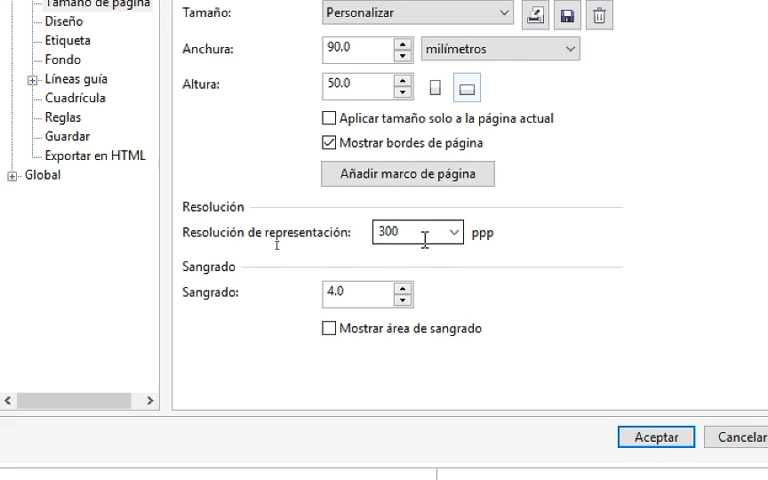 Tamaño de página
Diseño
Etiqueta
Fondo
Líneas guía
Cuadrícula
Reglas
Guardar
Exportar en HTML
Global
Tamaño: Personalizar
Anchura: 90.0 milímetros
Altura: 50.0
Aplicar tamaño solo a la página actual
Mostrar bordes de página
Añadir marco de página
Resolución
Resolución de representación: 300 ppp
Sangrado
Sangrado: 4.0
Mostrar área de sangrado
Aceptar Cancelar